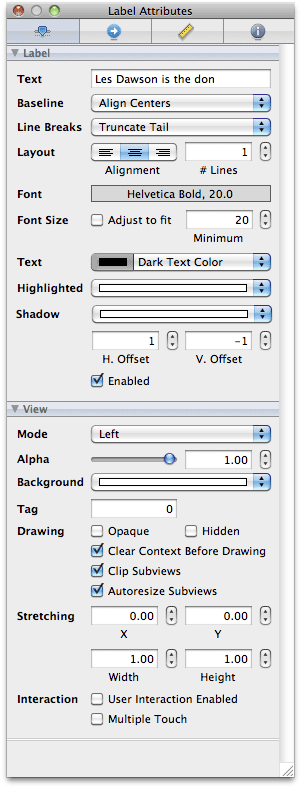 Label Attributes
Label
Text Les Dawson is the don
Baseline Align Centers
Line Breaks Truncate Tail
Layout 1
Alignment # Lines
Font Helvetica Bold, 20.0
Font Size Adjust to fit 20
Minimum
Text Dark Text Color
Highlighted
Shadow
1 -1
H. Offset V. Offset
Enabled
View
Mode Left
Alpha 1.00
Background
Tag 0
Drawing Opaque Hidden
Clear Context Before Drawing
Clip Subviews
Autoresize Subviews
Stretching 0.00 0.00
X Y
1.00 1.00
Width Height
Interaction User Interaction Enabled
Multiple Touch